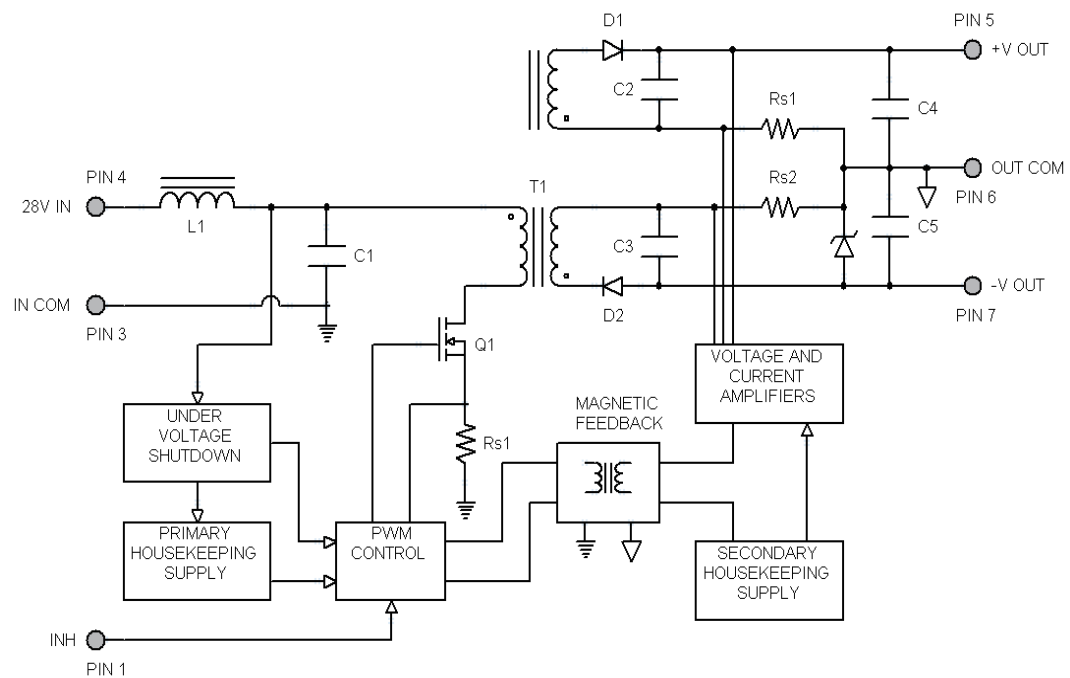 D1
PIN 5
+V OUT
C2
Rs1
C4
PIN 4
T1
Rs2
OUT COM
28V IN
PIN 6
L1
C1
C3
C5
IN COM
-V OUT
PIN 3
D2
PIN 7
Q1
VOLTAGE AND
CURRENT
AMPLIFIERS
UNDER
VOLTAGE
SHUTDOWN
MAGNETIC
FEEDBACK
Rs1
PRIMARY
HOUSEKEEPING
SUPPLY
PWM
CONTROL
SECONDARY
HOUSEKEEPING
SUPPLY
INH
PIN 1